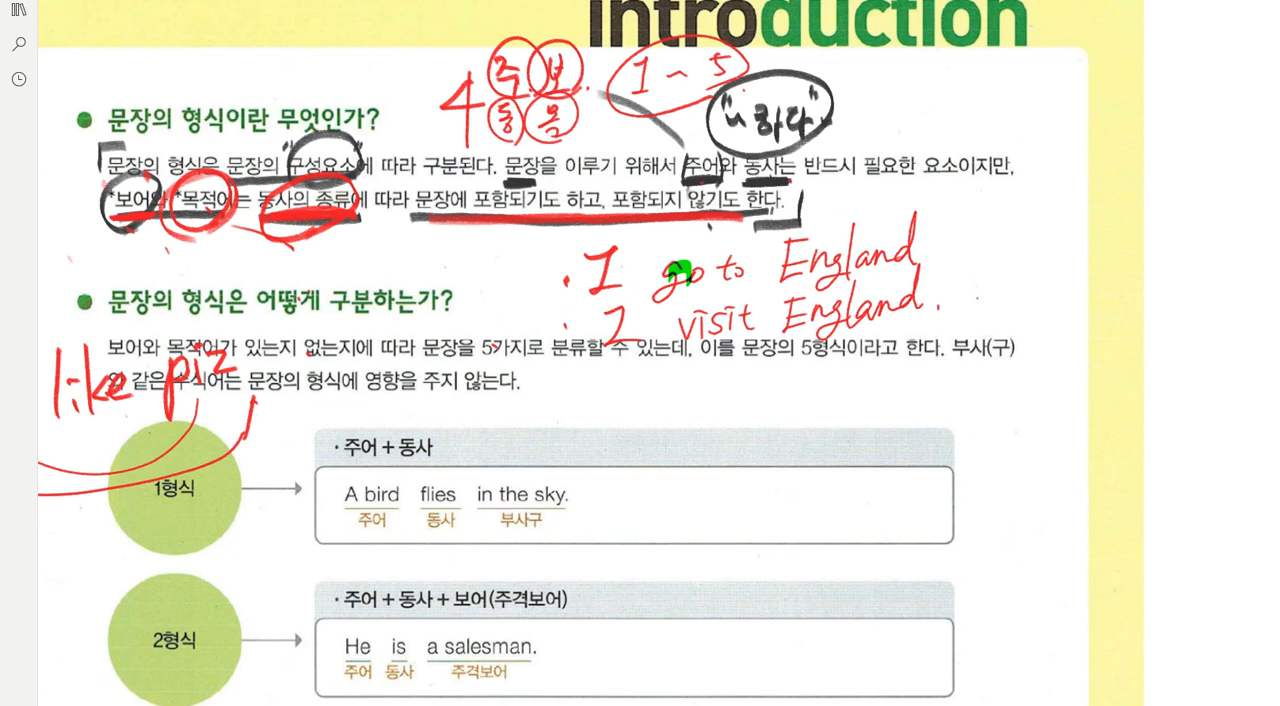 introduction
4 주 보
동 목
1 ~ 5
"~하다"
문장의 형식이란 무엇인가?
문장의 형식은 문장의 구성요소에 따라 구분된다. 문장을 이루기 위해서 주어와 동사는 반드시 필요한 요소이지만,
*보어와 *목적어는 동사의 종류에 따라 문장에 포함되기도 하고, 포함되지 않기도 한다.
I go to England
I visit England.
문장의 형식은 어떻게 구분하는가?
보어와 목적어가 있는지 없는지에 따라 문장을 5가지로 분류할 수 있는데, 이를 문장의 5형식이라고 한다. 부사(구)
와 같은 수식어는 문장의 형식에 영향을 주지 않는다.
like piz
· 주어 + 동사
1형식
A bird flies in the sky.
주어 동사 부사구
· 주어 + 동사 + 보어(주격보어)
2형식
He is a salesman.
주어 동사 주격보어